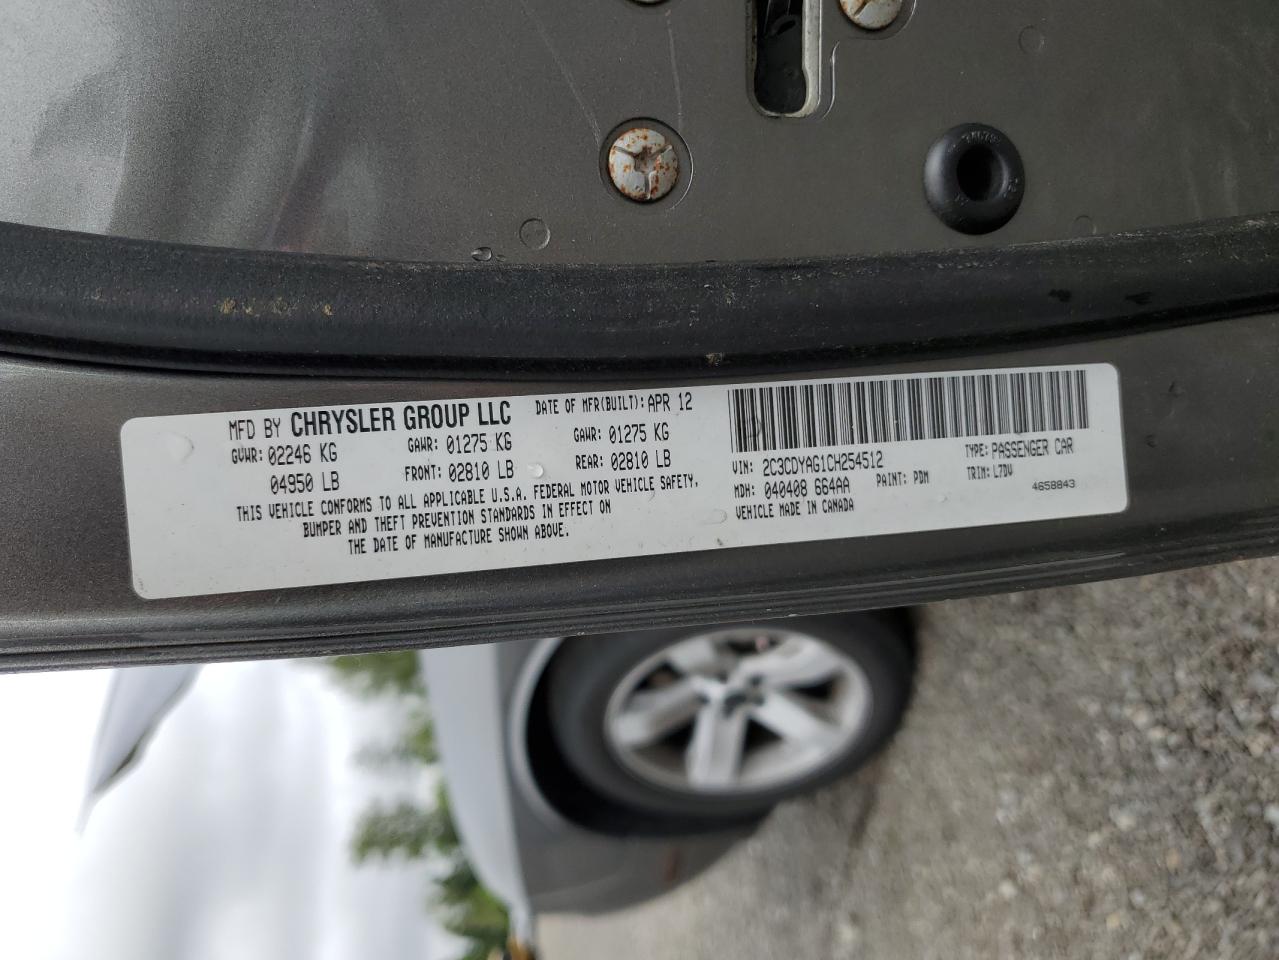 MFD BY CHRYSLER GROUP LLC DATE OF MFR(BUILT): APR 12
GVWR: 02246 KG GAWR: 01275 KG GAWR: 01275 KG
04950 LB FRONT: 02810 LB REAR: 02810 LB
THIS VEHICLE CONFORMS TO ALL APPLICABLE U.S.A. FEDERAL MOTOR VEHICLE SAFETY,
BUMPER AND THEFT PREVENTION STANDARDS IN EFFECT ON
THE DATE OF MANUFACTURE SHOWN ABOVE.
VIN: 2C3CDYAG1CH254512 TYPE: PASSENGER CAR
MDH: 040408 664AA PAINT: PDM TRIM: L7DV
VEHICLE MADE IN CANADA 4658843